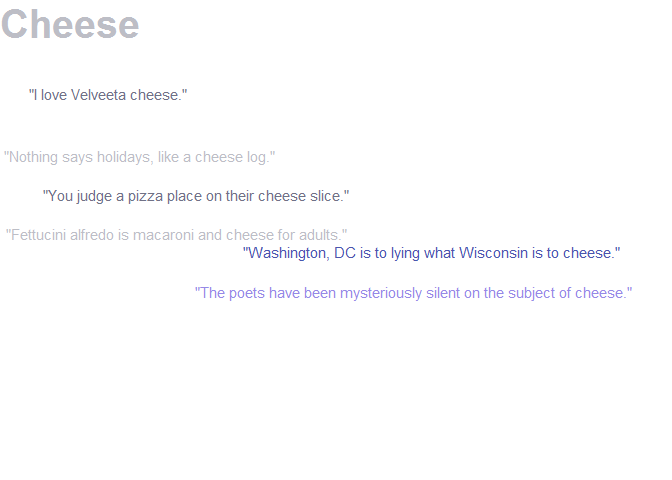 Cheese
"I love Velveeta cheese."
"Nothing says holidays, like a cheese log."
"You judge a pizza place on their cheese slice."
"Fettucini alfredo is macaroni and cheese for adults."
"Washington, DC is to lying what Wisconsin is to cheese."
"The poets have been mysteriously silent on the subject of cheese."